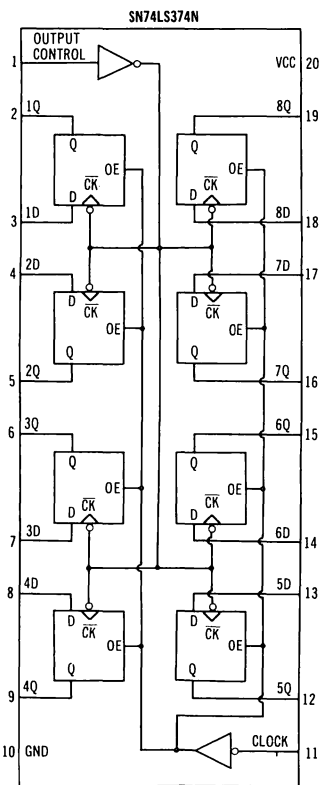 SN74LS374N
OUTPUT
CONTROL
1
VCC 20
2 1Q
8Q 19
Q
Q
OE
OE
CK
CK
D
D
3 1D
8D 18
4 2D
7D 17
D
D
CK
CK
OE
OE
Q
Q
5 2Q
7Q 16
6 3Q
6Q 15
Q
Q
OE
OE
CK
CK
D
D
7 3D
6D 14
8 4D
5D 13
D
D
CK
CK
OE
OE
Q
Q
9 4Q
5Q 12
10 GND
CLOCK 11